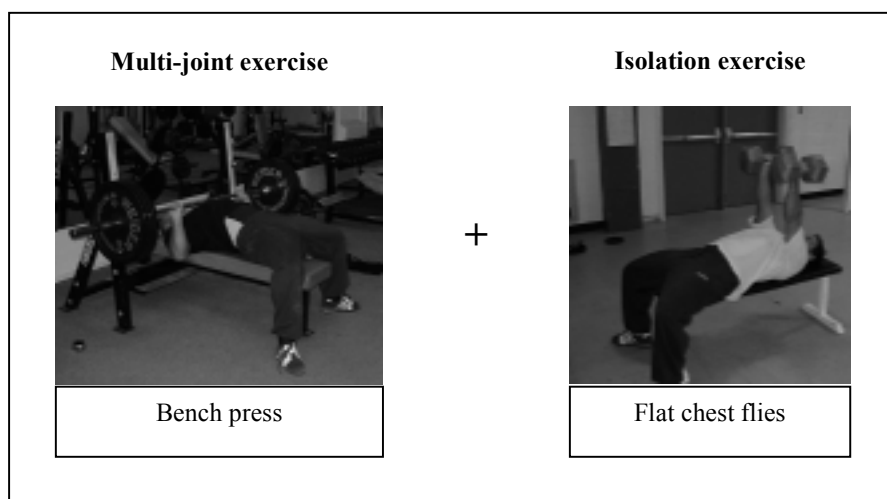 Multi-joint exercise
Isolation exercise
+
Bench press
Flat chest flies